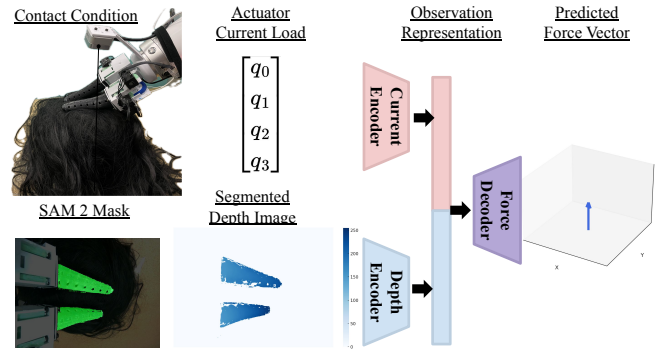 Contact Condition
Actuator
Current Load
Observation
Representation
Predicted
Force Vector
q0
q1
q2
q3
Current
Encoder
SAM 2 Mask
Segmented
Depth Image
250
200
150
100
50
0
Depth
Encoder
Force
Decoder
X
Y